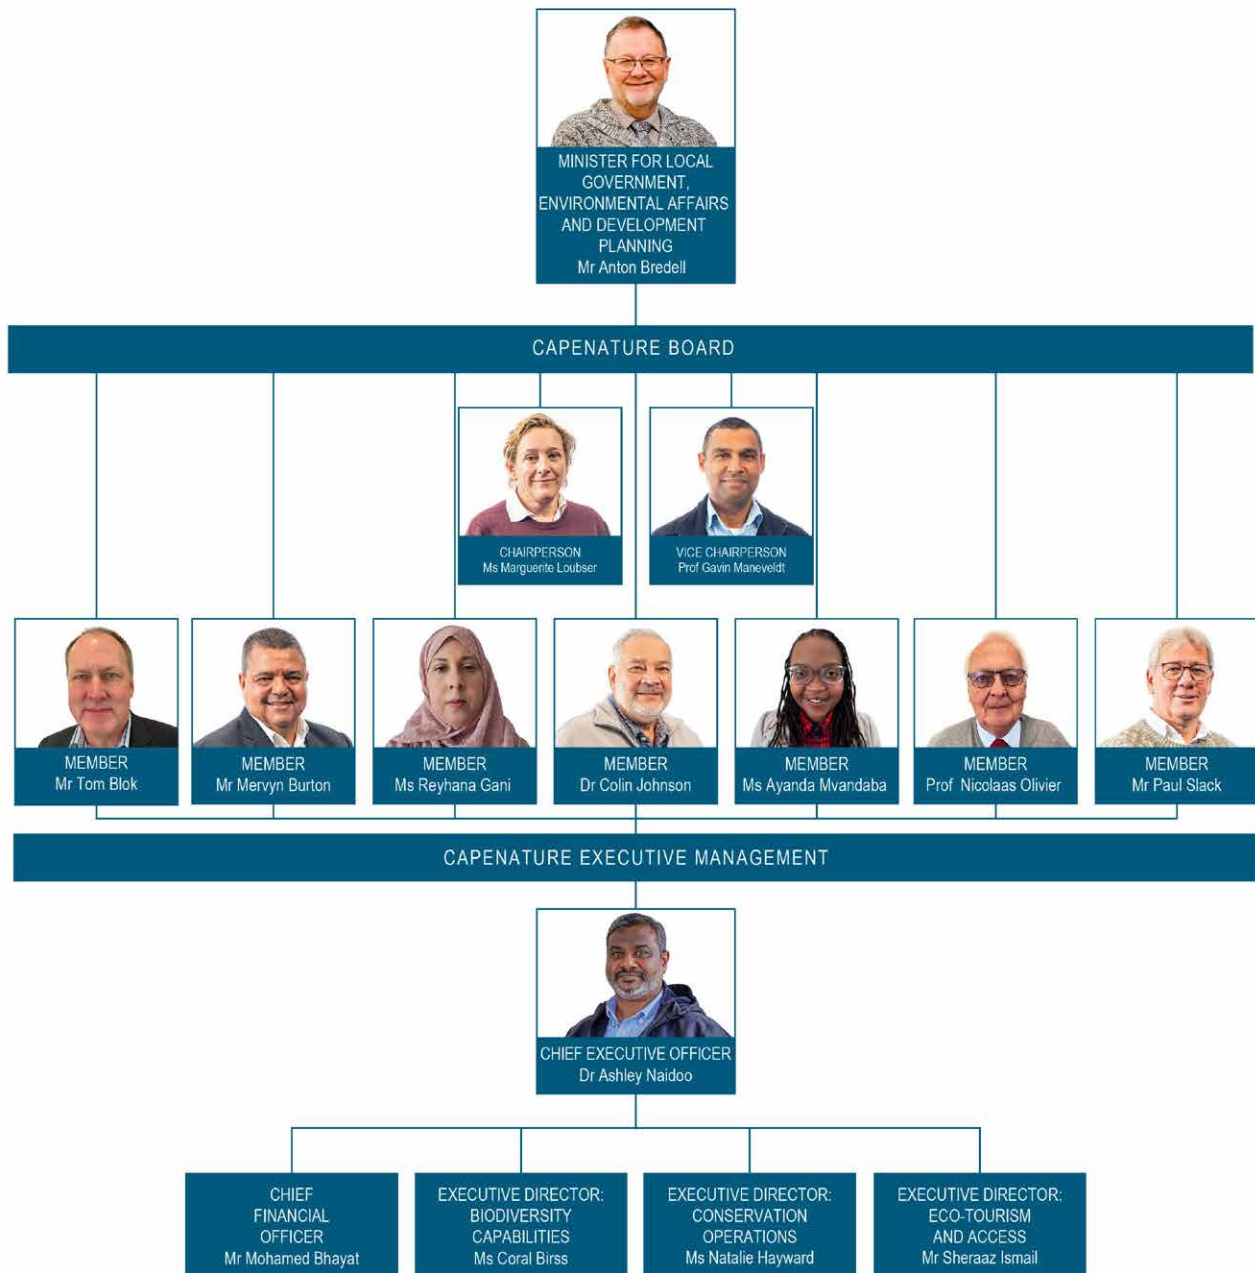 MINISTER FOR LOCAL
GOVERNMENT,
ENVIRONMENTAL AFFAIRS
AND DEVELOPMENT
PLANNING
Mr Anton Bredell
CAPENATURE BOARD
CHAIRPERSON
Ms Marguerite Loubser
VICE CHAIRPERSON
Prof Gavin Maneveldt
MEMBER
Mr Tom Blok
MEMBER
Mr Mervyn Burton
MEMBER
Ms Reyhana Gani
MEMBER
Dr Colin Johnson
MEMBER
Ms Ayanda Mvandaba
MEMBER
Prof Nicolaas Olivier
MEMBER
Mr Paul Slack
CAPENATURE EXECUTIVE MANAGEMENT
CHIEF EXECUTIVE OFFICER
Dr Ashley Naidoo
CHIEF
FINANCIAL
OFFICER
Mr Mohamed Bhayat
EXECUTIVE DIRECTOR:
BIODIVERSITY
CAPABILITIES
Ms Coral Birss
EXECUTIVE DIRECTOR:
CONSERVATION
OPERATIONS
Ms Natalie Hayward
EXECUTIVE DIRECTOR:
ECO-TOURISM
AND ACCESS
Mr Sheraaz Ismail